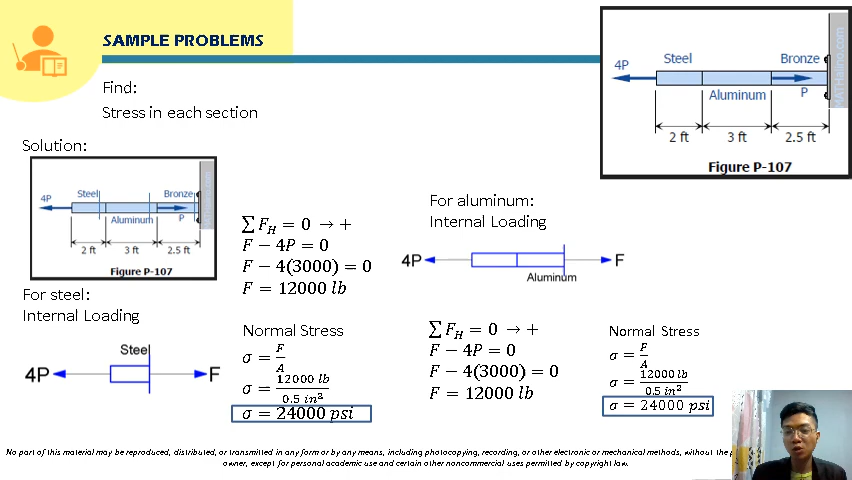 SAMPLE PROBLEMS
Find:
Stress in each section
Solution:
4P
Steel
Bronze
Aluminum
P
2 ft
3 ft
2.5 ft
Figure P-107
MATHalino.com
4P
Steel
Bronze
Aluminum
P
2 ft
3 ft
2.5 ft
Figure P-107
For steel:
Internal Loading
Steel
4P
F
∑ F_H = 0 → +
F − 4P = 0
F − 4(3000) = 0
F = 12000 lb
Normal Stress
σ = F/A
σ = 12000 lb / 0.5 in²
σ = 24000 psi
For aluminum:
Internal Loading
4P
F
Aluminum
∑ F_H = 0 → +
F − 4P = 0
F − 4(3000) = 0
F = 12000 lb
Normal Stress
σ = F/A
σ = 12000 lb / 0.5 in²
σ = 24000 psi
No part of this material may be reproduced, distributed, or transmitted in any form or by any means, including photocopying, recording, or other electronic or mechanical methods, without the
owner, except for personal academic use and certain other noncommercial uses permitted by copyright law.